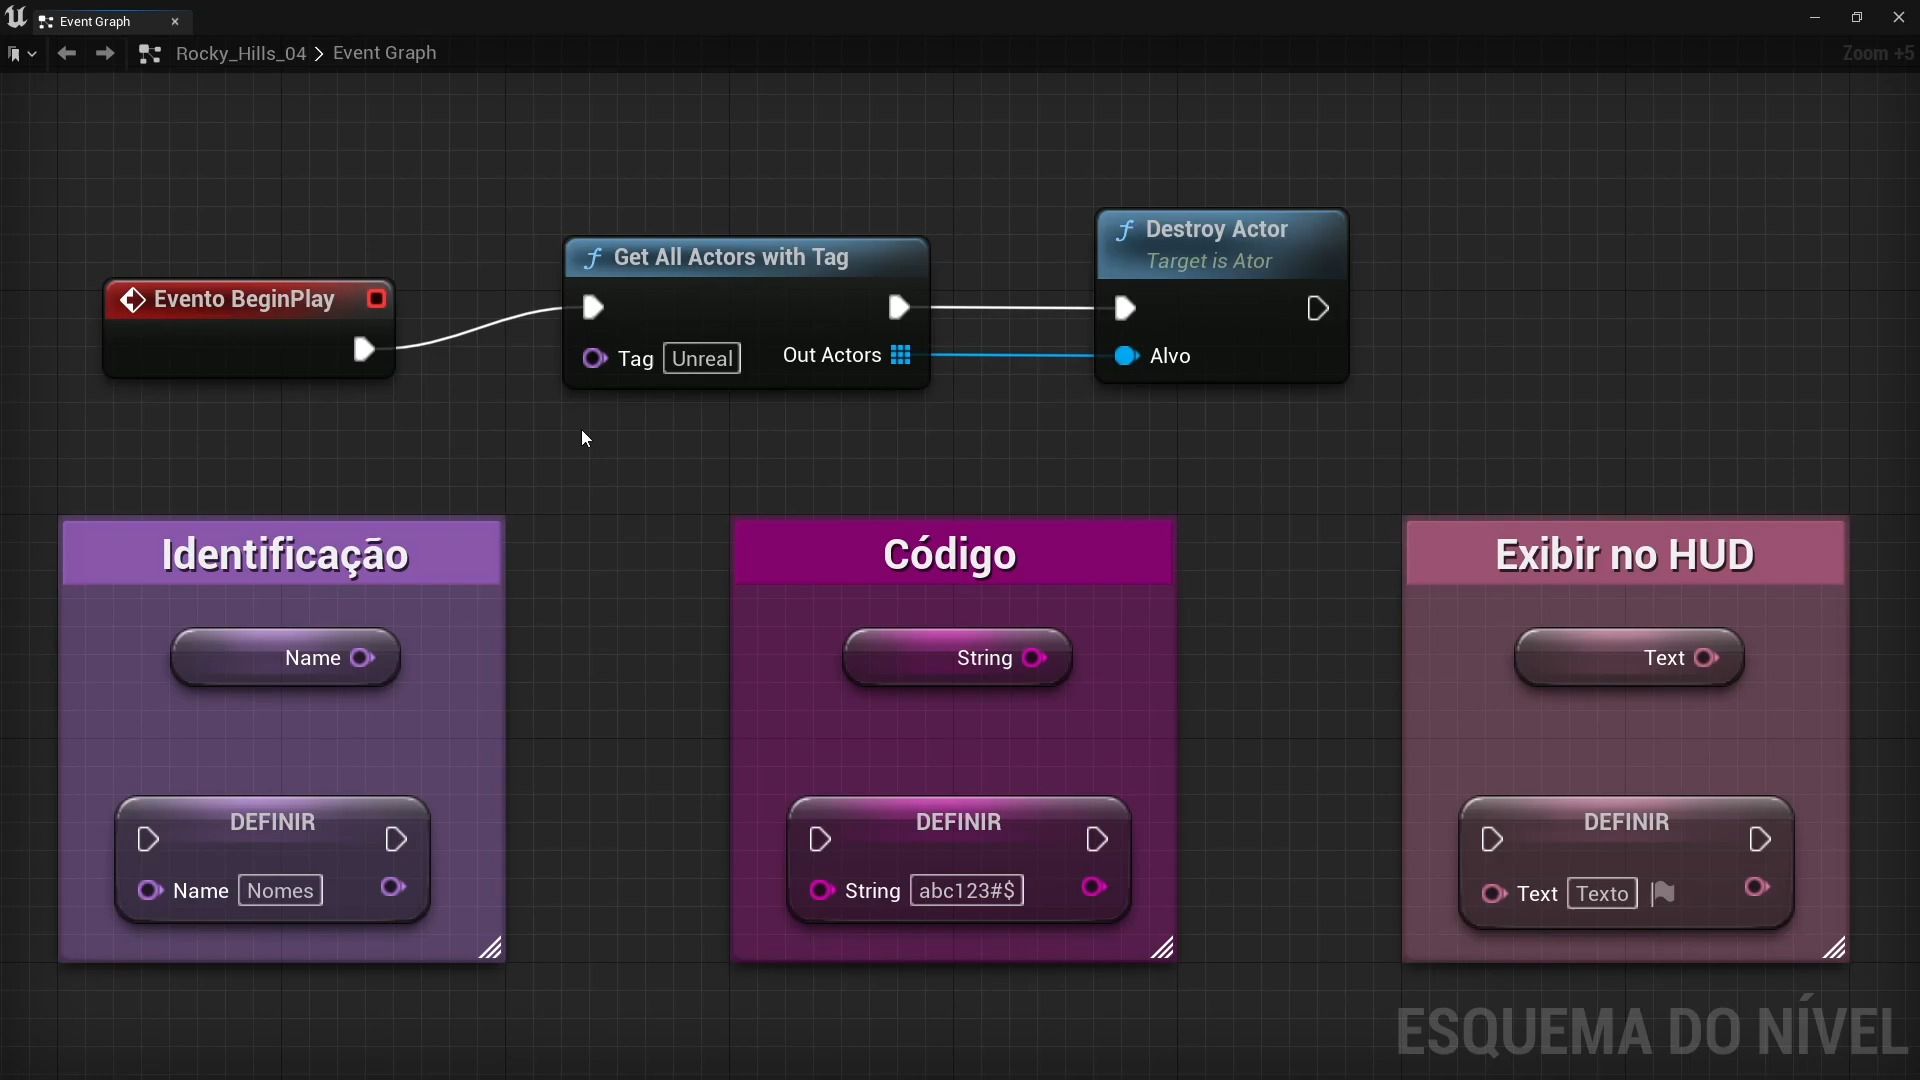 Event Graph
Rocky_Hills_04 > Event Graph
Zoom +5
Evento BeginPlay
Get All Actors with Tag
Tag Unreal Out Actors
Destroy Actor
Target is Ator
Alvo
Identificação
Name
DEFINIR
Name Nomes
Código
String
DEFINIR
String abc123#$
Exibir no HUD
Text
DEFINIR
Text Texto
ESQUEMA DO NÍVEL